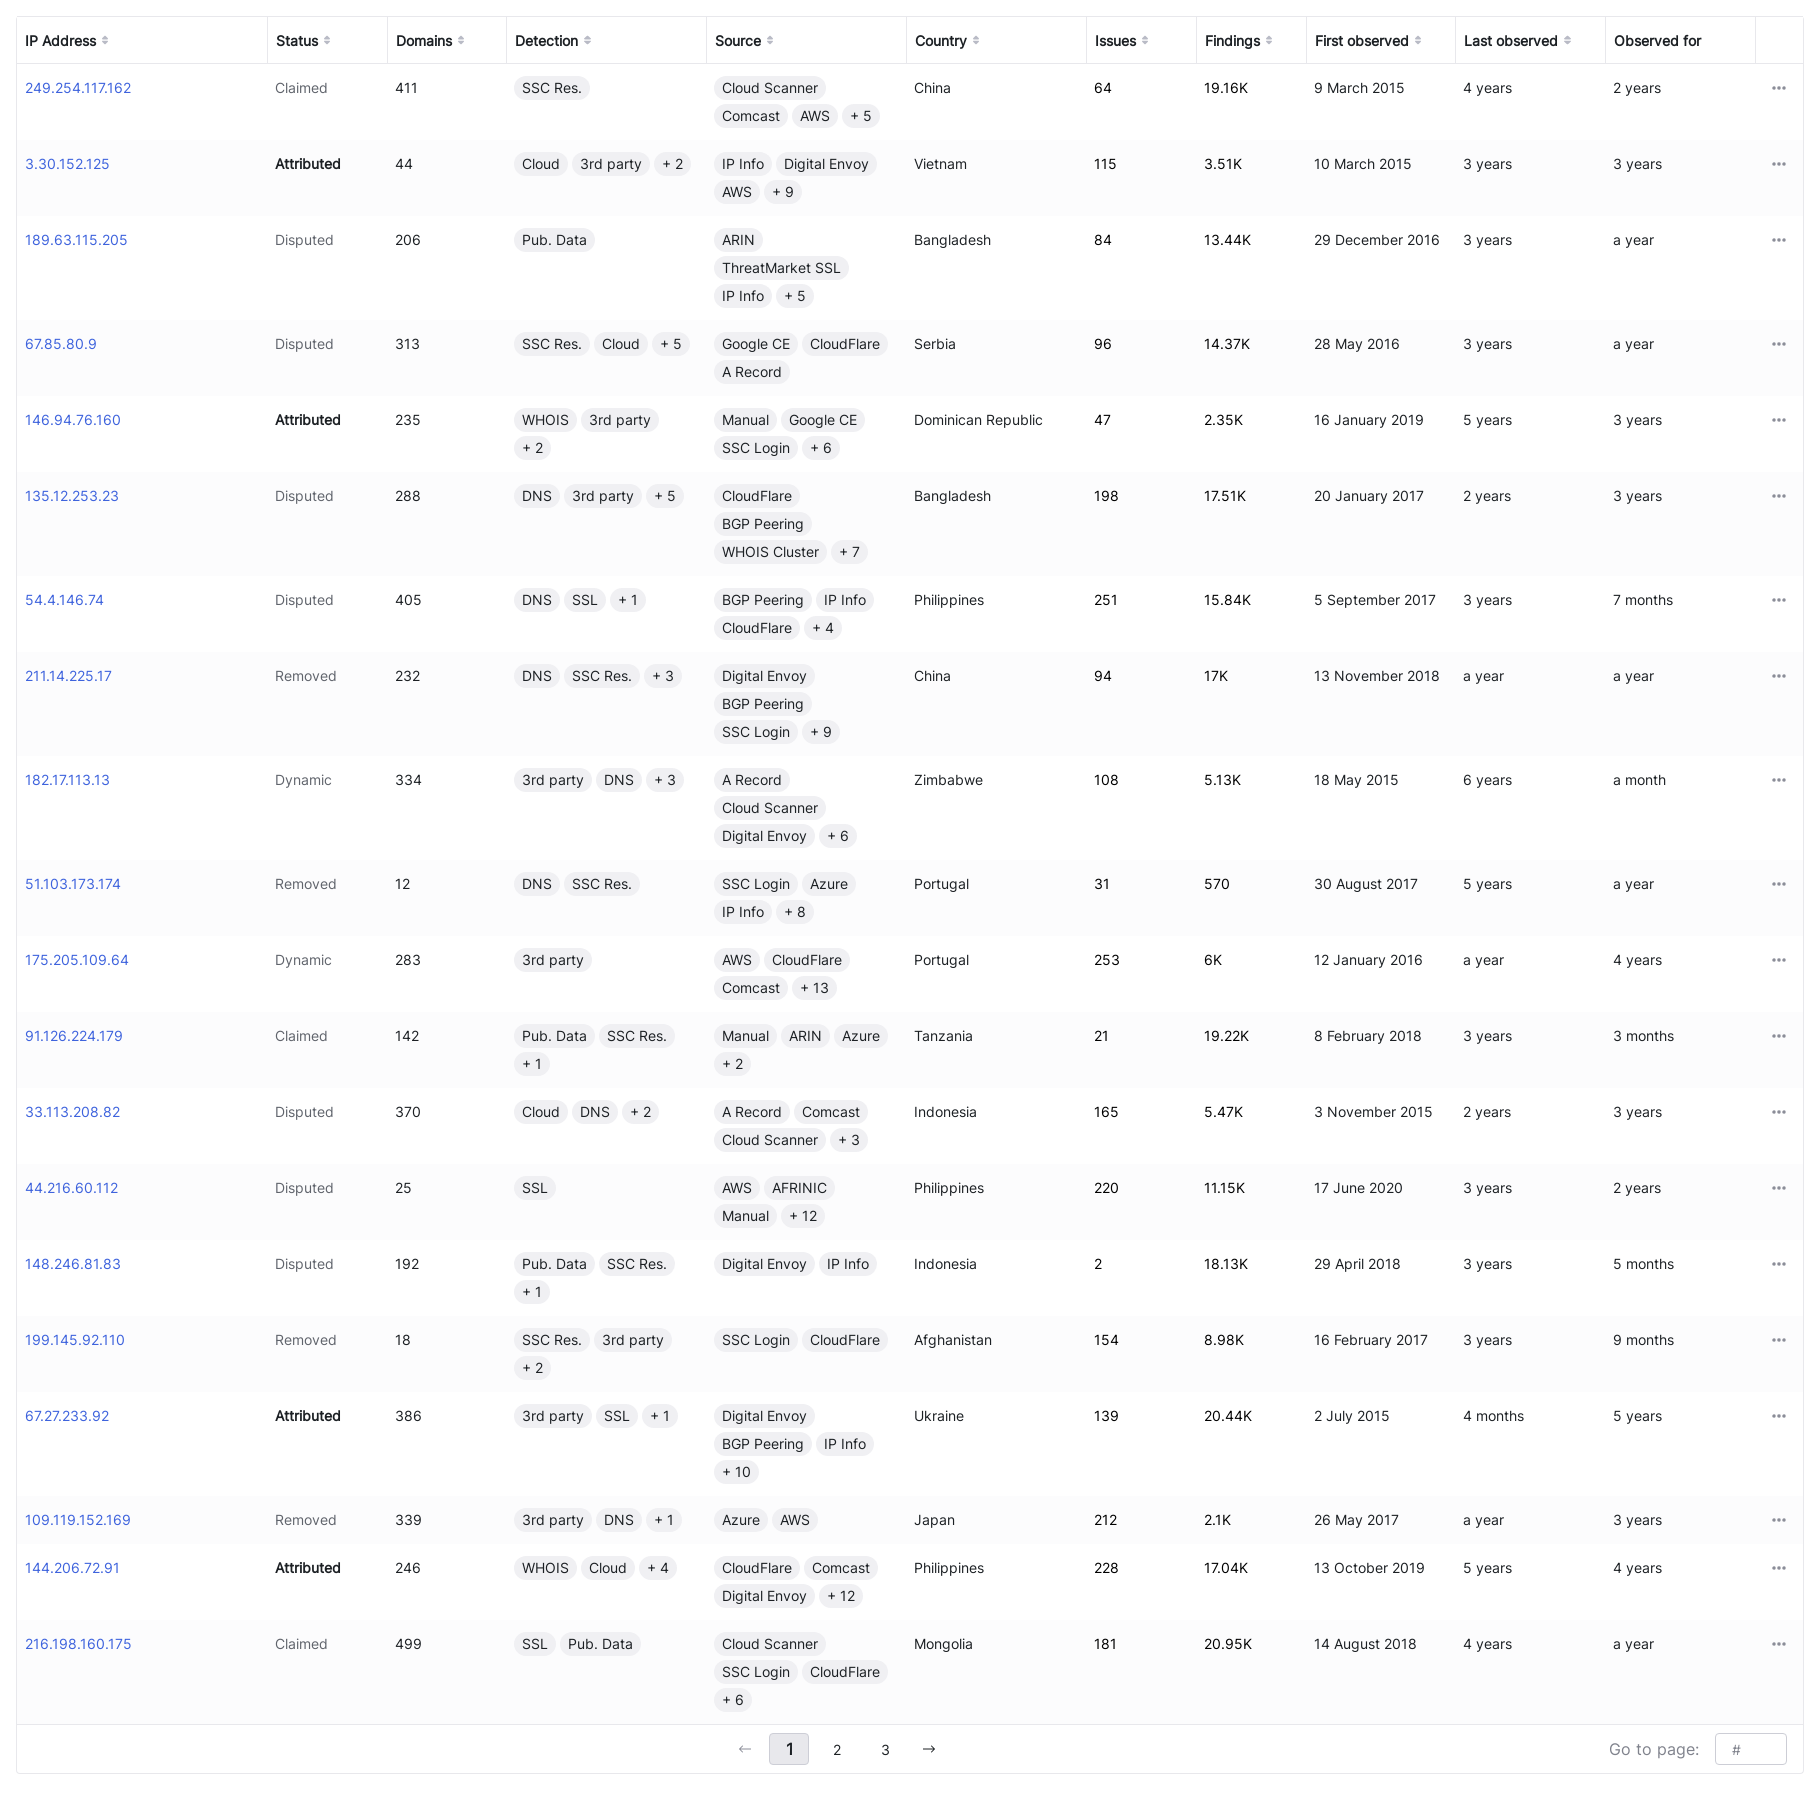 IP Address Status Domains Detection Source Country Issues Findings First observed Last observed Observed for
249.254.117.162 Claimed 411 SSC Res. Cloud Scanner China 64 19.16K 9 March 2015 4 years 2 years
Comcast AWS + 5
3.30.152.125 Attributed 44 Cloud 3rd party + 2 IP Info Digital Envoy Vietnam 115 3.51K 10 March 2015 3 years 3 years
AWS + 9
189.63.115.205 Disputed 206 Pub. Data ARIN Bangladesh 84 13.44K 29 December 2016 3 years a year
ThreatMarket SSL
IP Info + 5
67.85.80.9 Disputed 313 SSC Res. Cloud + 5 Google CE CloudFlare Serbia 96 14.37K 28 May 2016 3 years a year
A Record
146.94.76.160 Attributed 235 WHOIS 3rd party Manual Google CE Dominican Republic 47 2.35K 16 January 2019 5 years 3 years
+ 2 SSC Login + 6
135.12.253.23 Disputed 288 DNS 3rd party + 5 CloudFlare Bangladesh 198 17.51K 20 January 2017 2 years 3 years
BGP Peering
WHOIS Cluster + 7
54.4.146.74 Disputed 405 DNS SSL + 1 BGP Peering IP Info Philippines 251 15.84K 5 September 2017 3 years 7 months
CloudFlare + 4
211.14.225.17 Removed 232 DNS SSC Res. + 3 Digital Envoy China 94 17K 13 November 2018 a year a year
BGP Peering
SSC Login + 9
182.17.113.13 Dynamic 334 3rd party DNS + 3 A Record Zimbabwe 108 5.13K 18 May 2015 6 years a month
Cloud Scanner
Digital Envoy + 6
51.103.173.174 Removed 12 DNS SSC Res. SSC Login Azure Portugal 31 570 30 August 2017 5 years a year
IP Info + 8
175.205.109.64 Dynamic 283 3rd party AWS CloudFlare Portugal 253 6K 12 January 2016 a year 4 years
Comcast + 13
91.126.224.179 Claimed 142 Pub. Data SSC Res. Manual ARIN Azure Tanzania 21 19.22K 8 February 2018 3 years 3 months
+ 1 + 2
33.113.208.82 Disputed 370 Cloud DNS + 2 A Record Comcast Indonesia 165 5.47K 3 November 2015 2 years 3 years
Cloud Scanner + 3
44.216.60.112 Disputed 25 SSL AWS AFRINIC Philippines 220 11.15K 17 June 2020 3 years 2 years
Manual + 12
148.246.81.83 Disputed 192 Pub. Data SSC Res. Digital Envoy IP Info Indonesia 2 18.13K 29 April 2018 3 years 5 months
+ 1
199.145.92.110 Removed 18 SSC Res. 3rd party SSC Login CloudFlare Afghanistan 154 8.98K 16 February 2017 3 years 9 months
+ 2
67.27.233.92 Attributed 386 3rd party SSL + 1 Digital Envoy Ukraine 139 20.44K 2 July 2015 4 months 5 years
BGP Peering IP Info
+ 10
109.119.152.169 Removed 339 3rd party DNS + 1 Azure AWS Japan 212 2.1K 26 May 2017 a year 3 years
144.206.72.91 Attributed 246 WHOIS Cloud + 4 CloudFlare Comcast Philippines 228 17.04K 13 October 2019 5 years 4 years
Digital Envoy + 12
216.198.160.175 Claimed 499 SSL Pub. Data Cloud Scanner Mongolia 181 20.95K 14 August 2018 4 years a year
SSC Login CloudFlare
+ 6
← 1 2 3 → Go to page: #